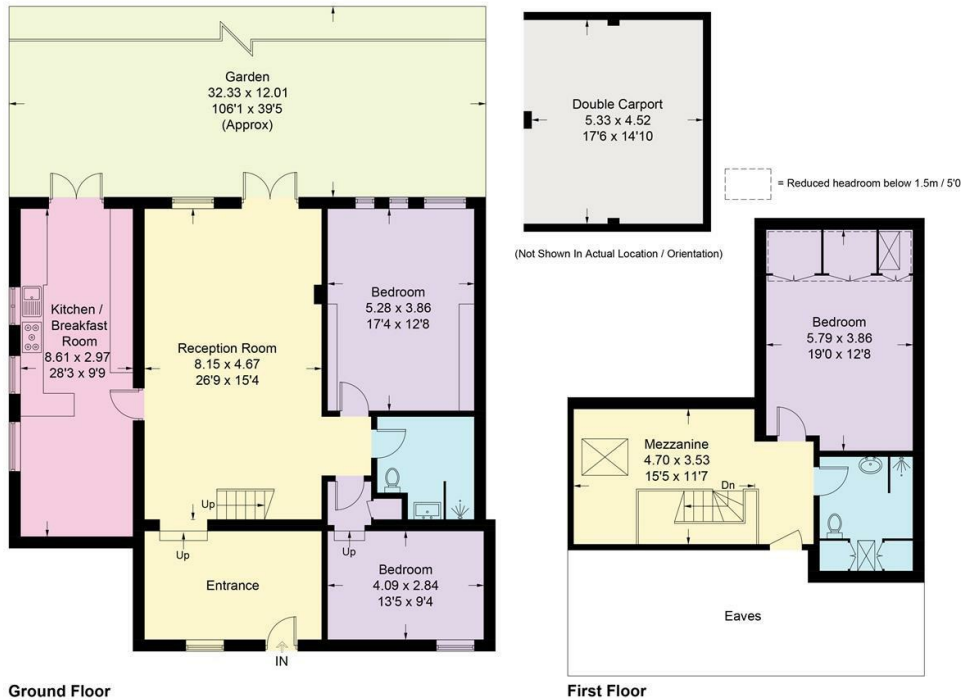 Garden
32.33 x 12.01
106'1 x 39'5
(Approx)
Double Carport
5.33 x 4.52
17'6 x 14'10
= Reduced headroom below 1.5m / 5'0
(Not Shown In Actual Location / Orientation)
Kitchen /
Breakfast
Room
8.61 x 2.97
28'3 x 9'9
Reception Room
8.15 x 4.67
26'9 x 15'4
Bedroom
5.28 x 3.86
17'4 x 12'8
Up
Up
Up
Entrance
Bedroom
4.09 x 2.84
13'5 x 9'4
IN
Ground Floor
Bedroom
5.79 x 3.86
19'0 x 12'8
Mezzanine
4.70 x 3.53
15'5 x 11'7
Dn
Eaves
First Floor